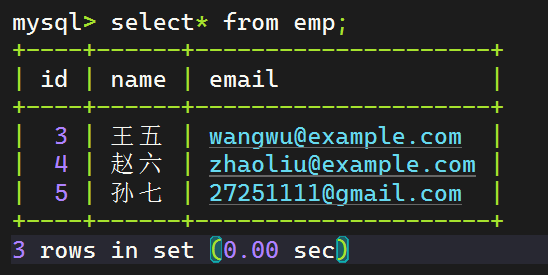 mysql> select* from emp;
+----+------+---------------------+
| id | name | email               |
+----+------+---------------------+
|  3 | 王五 | wangwu@example.com  |
|  4 | 赵六 | zhaoliu@example.com |
|  5 | 孙七 | 27251111@gmail.com  |
+----+------+---------------------+
3 rows in set (0.00 sec)